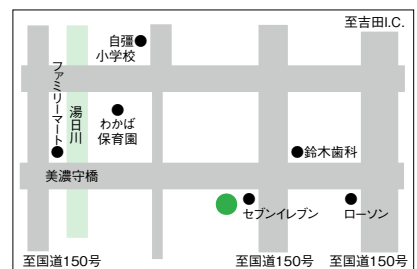 至吉田I.C.
自彊
小学校
ファミリーマート
湯日川
わかば
保育園
鈴木歯科
美濃守橋
セブンイレブン
ローソン
至国道150号
至国道150号
至国道150号